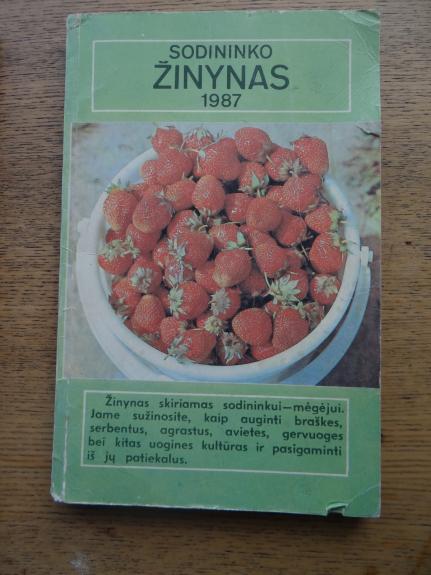 SODININKO
ŽINYNAS
1987
Žinynas skiriamas sodininkui—mėgėjui.
Jame sužinosite, kaip auginti braškes,
serbentus, agrastus, avietes, gervuoges
bei kitas uogines kultūras ir pasigaminti
iš jų patiekalus.